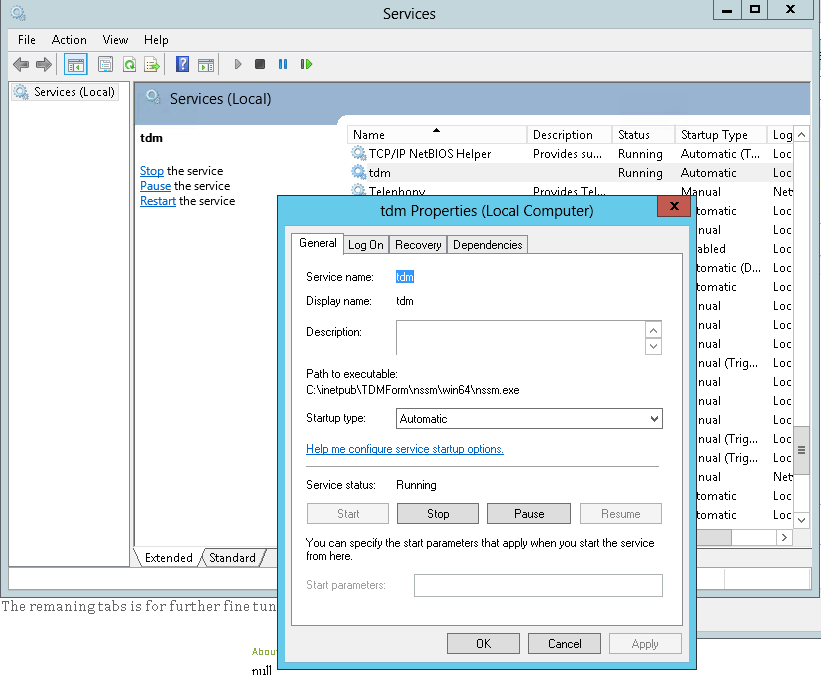 Services
File Action View Help
Services (Local)
Services (Local)
tdm
Stop the service
Pause the service
Restart the service
Name Description Status Startup Type Log
TCP/IP NetBIOS Helper Provides su... Running Automatic (T... Loc
tdm Running Automatic Loc
Telephony Provides Tel... Manual Net
tomatic Loc
nual Loc
abled Loc
tomatic (D... Loc
tomatic Loc
nual Loc
nual Loc
nual Loc
nual (Trig... Loc
nual Loc
nual Loc
nual Loc
nual (Trig... Loc
nual (Trig... Loc
nual Net
tomatic Loc
tomatic Loc
tdm Properties (Local Computer)
General Log On Recovery Dependencies
Service name: tdm
Display name: tdm
Description:
Path to executable:
C:\inetpub\TDMForm\nssm\win64\nssm.exe
Startup type: Automatic
Help me configure service startup options.
Service status: Running
Start Stop Pause Resume
You can specify the start parameters that apply when you start the service
from here.
Start parameters:
OK Cancel Apply
Extended Standard
The remaning tabs is for further fine tun
Abou
null